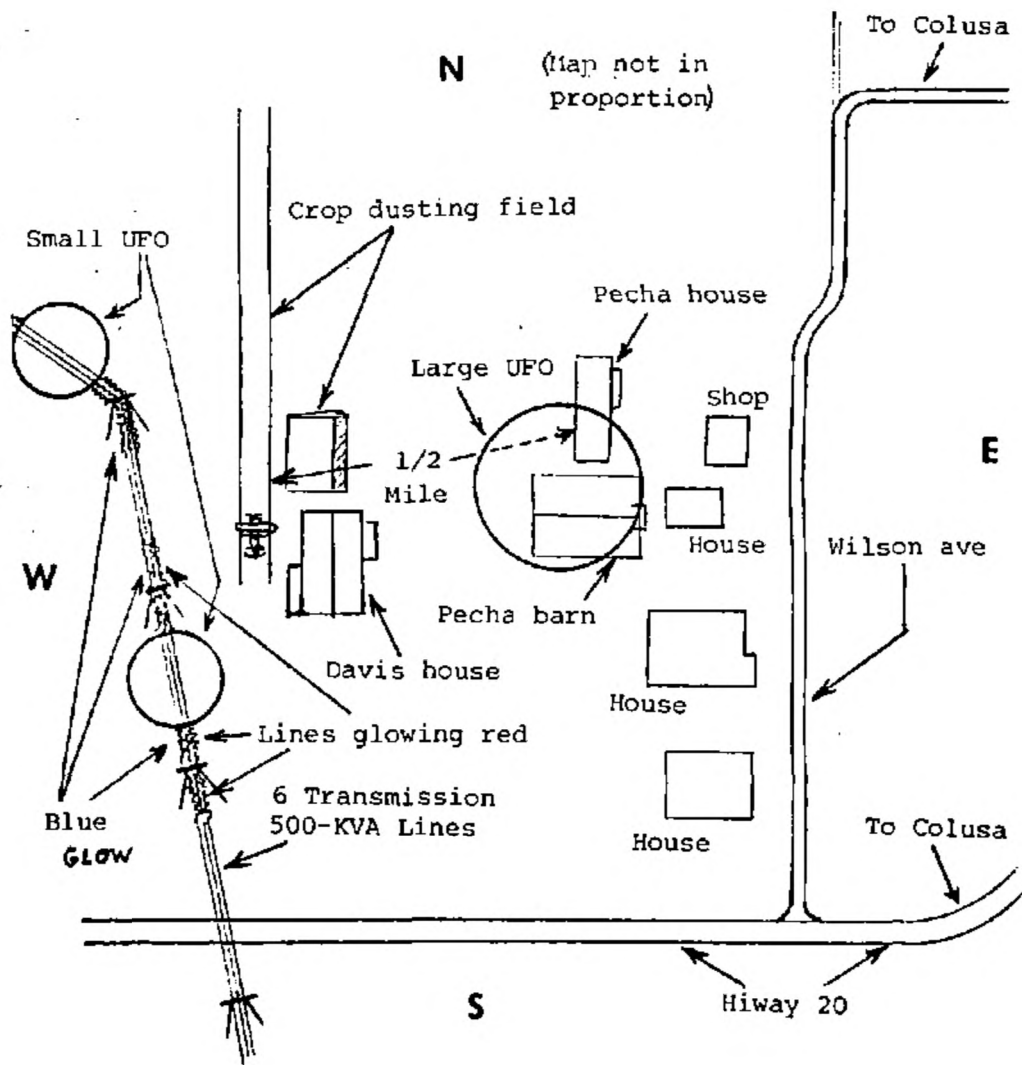 To Colusa
N
(Map not in
proportion)
Crop dusting field
Small UFO
Pecha house
Large UFO
Shop
1/2
Mile
E
House
Wilson ave
W
Pecha barn
Davis house
House
Lines glowing red
6 Transmission
500-KVA Lines
Blue
GLOW
House
To Colusa
Hiway 20
S